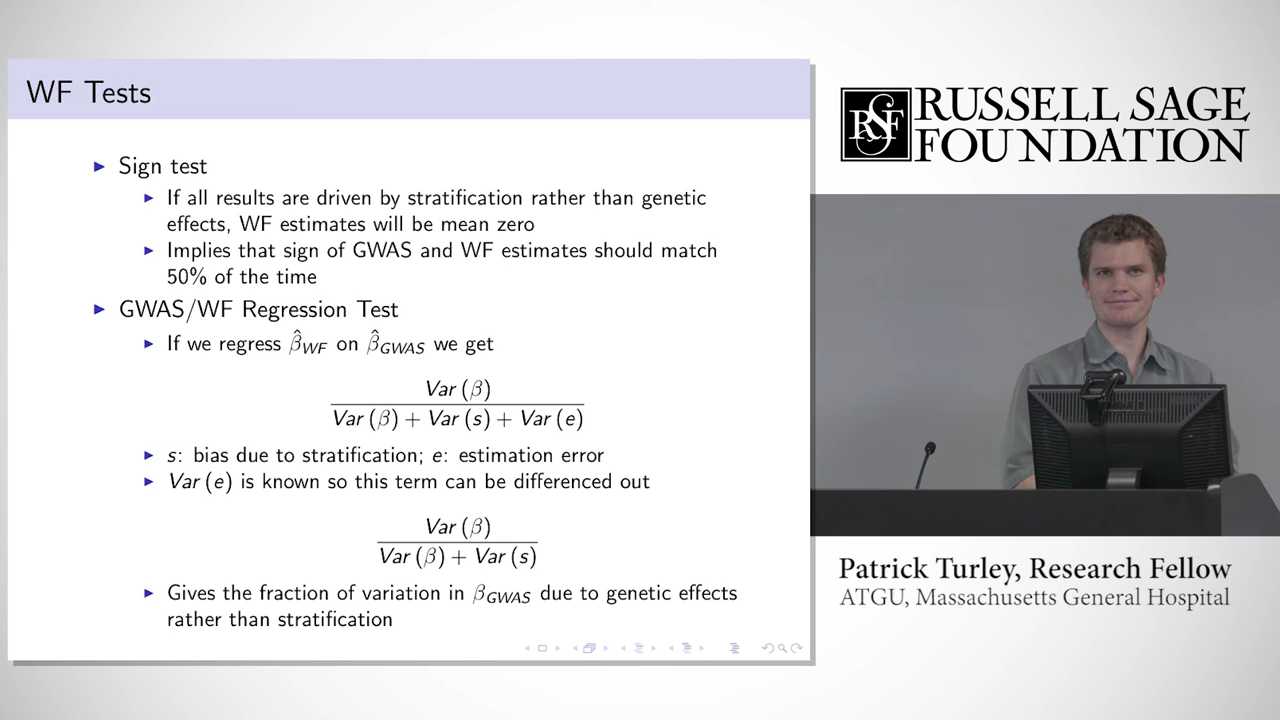 WF Tests
▶ Sign test
▶ If all results are driven by stratification rather than genetic
effects, WF estimates will be mean zero
▶ Implies that sign of GWAS and WF estimates should match
50% of the time
▶ GWAS/WF Regression Test
▶ If we regress β̂_WF on β̂_GWAS we get
Var (β)
Var (β) + Var (s) + Var (e)
▶ s: bias due to stratification; e: estimation error
▶ Var (e) is known so this term can be differenced out
Var (β)
Var (β) + Var (s)
▶ Gives the fraction of variation in β_GWAS due to genetic effects
rather than stratification
RSF
RUSSELL SAGE
FOUNDATION
Patrick Turley, Research Fellow
ATGU, Massachusetts General Hospital